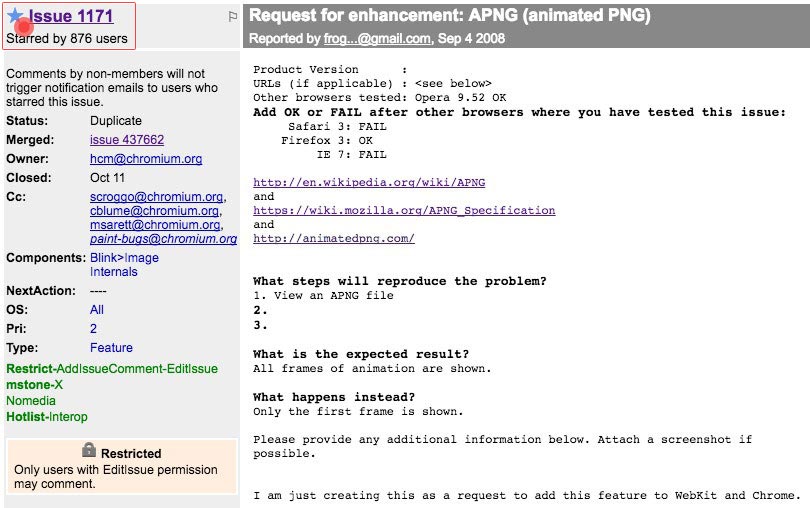 Issue 1171
Starred by 876 users
Comments by non-members will not
trigger notification emails to users who
starred this issue.
Status: Duplicate
Merged: issue 437662
Owner: hcm@chromium.org
Closed: Oct 11
Cc: scroggo@chromium.org,
cblume@chromium.org,
msarett@chromium.org,
paint-bugs@chromium.org
Components: Blink>Image
Internals
NextAction: ----
OS: All
Pri: 2
Type: Feature
Restrict-AddIssueComment-EditIssue
mstone-X
Nomedia
Hotlist-Interop
Restricted
Only users with EditIssue permission
may comment.
Request for enhancement: APNG (animated PNG)
Reported by frog...@gmail.com, Sep 4 2008
Product Version :
URLs (if applicable) : <see below>
Other browsers tested: Opera 9.52 OK
Add OK or FAIL after other browsers where you have tested this issue:
Safari 3: FAIL
Firefox 3: OK
IE 7: FAIL
http://en.wikipedia.org/wiki/APNG
and
https://wiki.mozilla.org/APNG_Specification
and
http://animatedpng.com/
What steps will reproduce the problem?
1. View an APNG file
2.
3.
What is the expected result?
All frames of animation are shown.
What happens instead?
Only the first frame is shown.
Please provide any additional information below. Attach a screenshot if
possible.
I am just creating this as a request to add this feature to WebKit and Chrome.